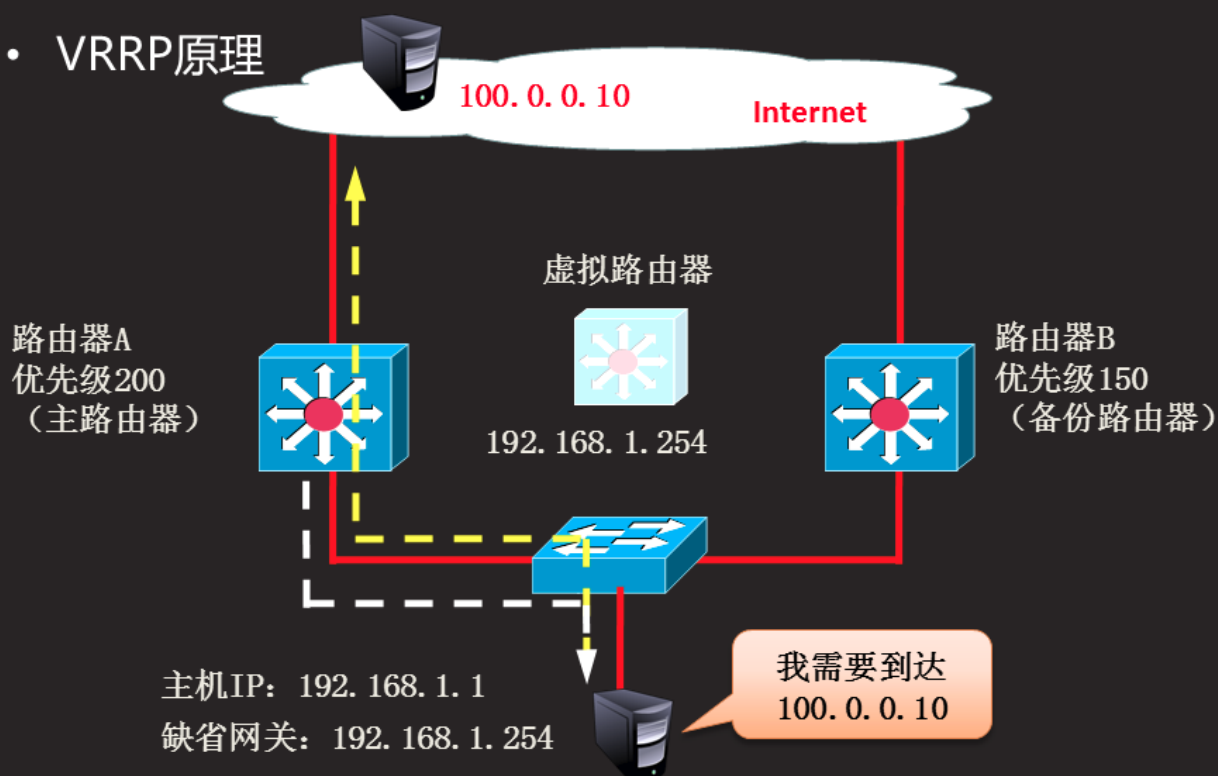 • VRRP原理
100.0.0.10
Internet
虚拟路由器
192.168.1.254
路由器A
优先级200
（主路由器）
路由器B
优先级150
（备份路由器）
主机IP：192.168.1.1
缺省网关：192.168.1.254
我需要到达
100.0.0.10